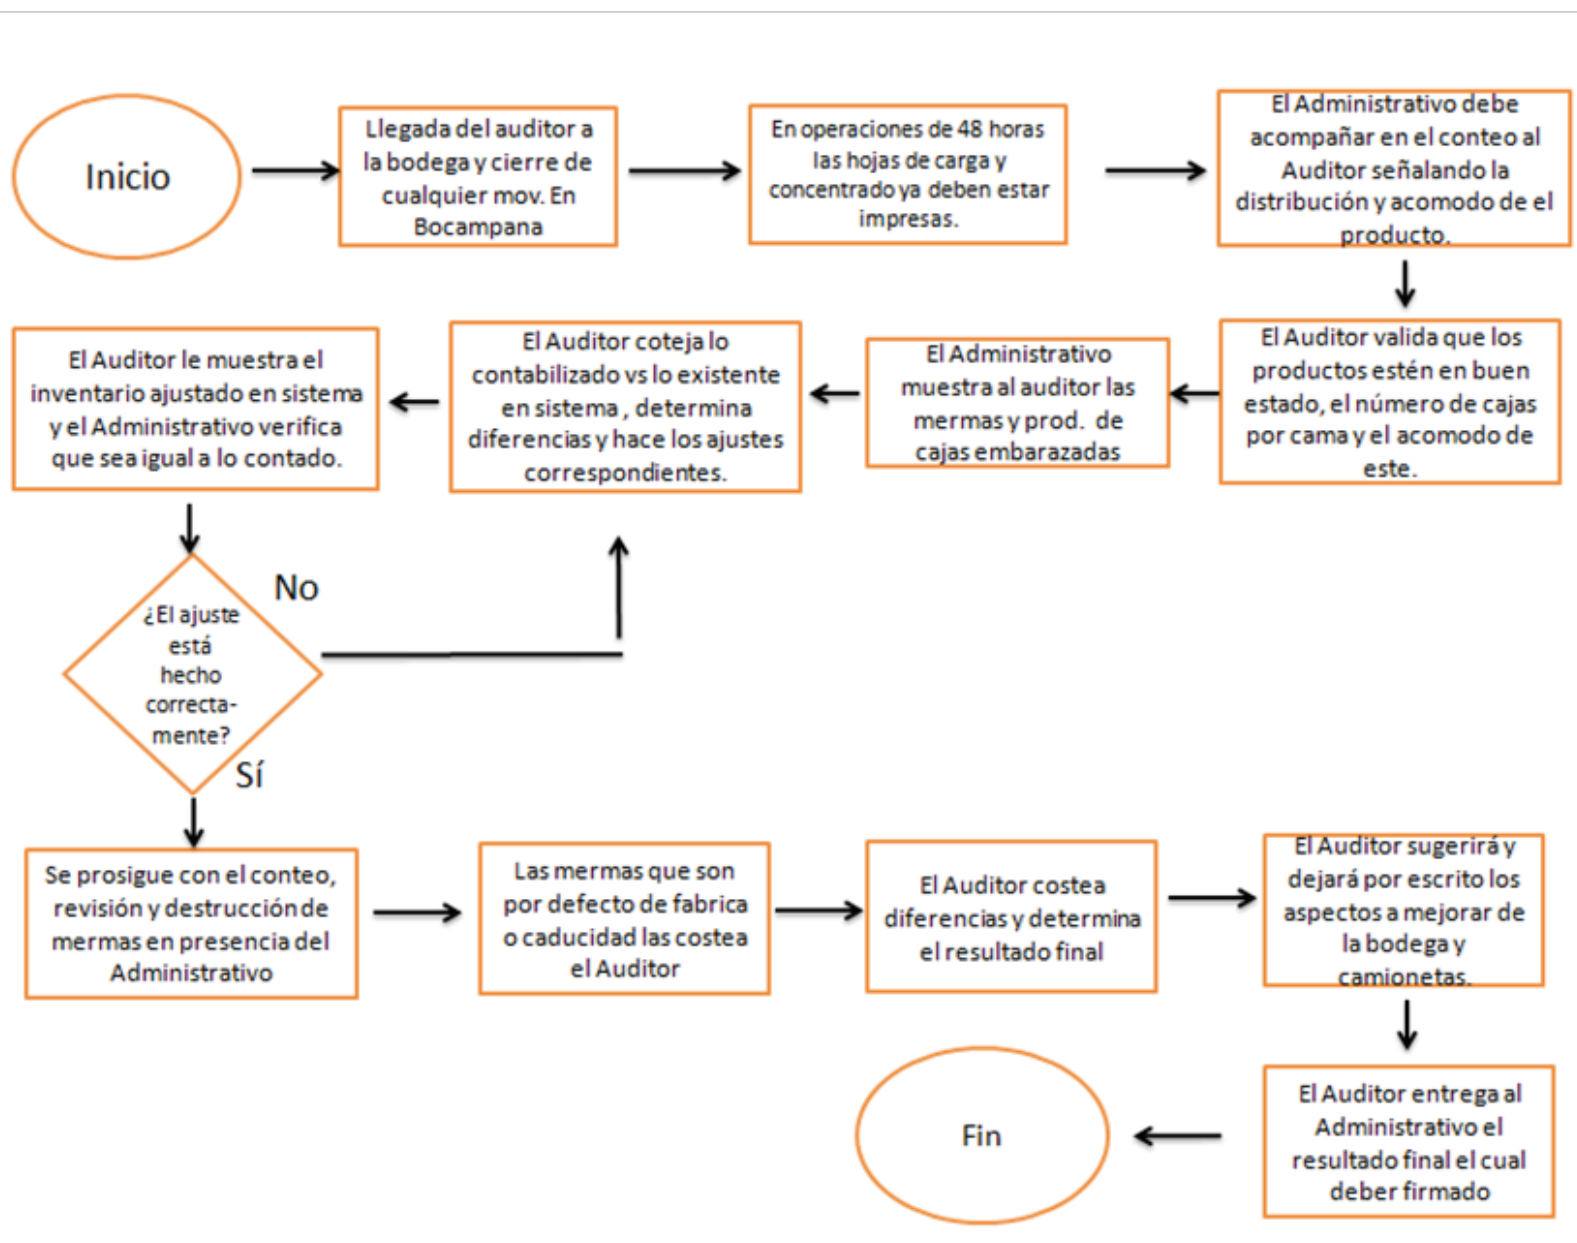 Inicio
Llegada del auditor a
la bodega y cierre de
cualquier mov. En
Bocampana
En operaciones de 48 horas
las hojas de carga y
concentrado ya deben estar
impresas.
El Administrativo debe
acompañar en el conteo al
Auditor señalando la
distribución y acomodo de el
producto.
El Auditor valida que los
productos estén en buen
estado, el número de cajas
por cama y el acomodo de
este.
El Administrativo
muestra al auditor las
mermas y prod. de
cajas embarazadas
El Auditor coteja lo
contabilizado vs lo existente
en sistema , determina
diferencias y hace los ajustes
correspondientes.
El Auditor le muestra el
inventario ajustado en sistema
y el Administrativo verifica
que sea igual a lo contado.
No
¿El ajuste
está
hecho
correcta-
mente?
Sí
Se prosigue con el conteo,
revisión y destrucción de
mermas en presencia del
Administrativo
Las mermas que son
por defecto de fabrica
o caducidad las costea
el Auditor
El Auditor costea
diferencias y determina
el resultado final
El Auditor sugerirá y
dejará por escrito los
aspectos a mejorar de
la bodega y
camionetas.
El Auditor entrega al
Administrativo el
resultado final el cual
deber firmado
Fin